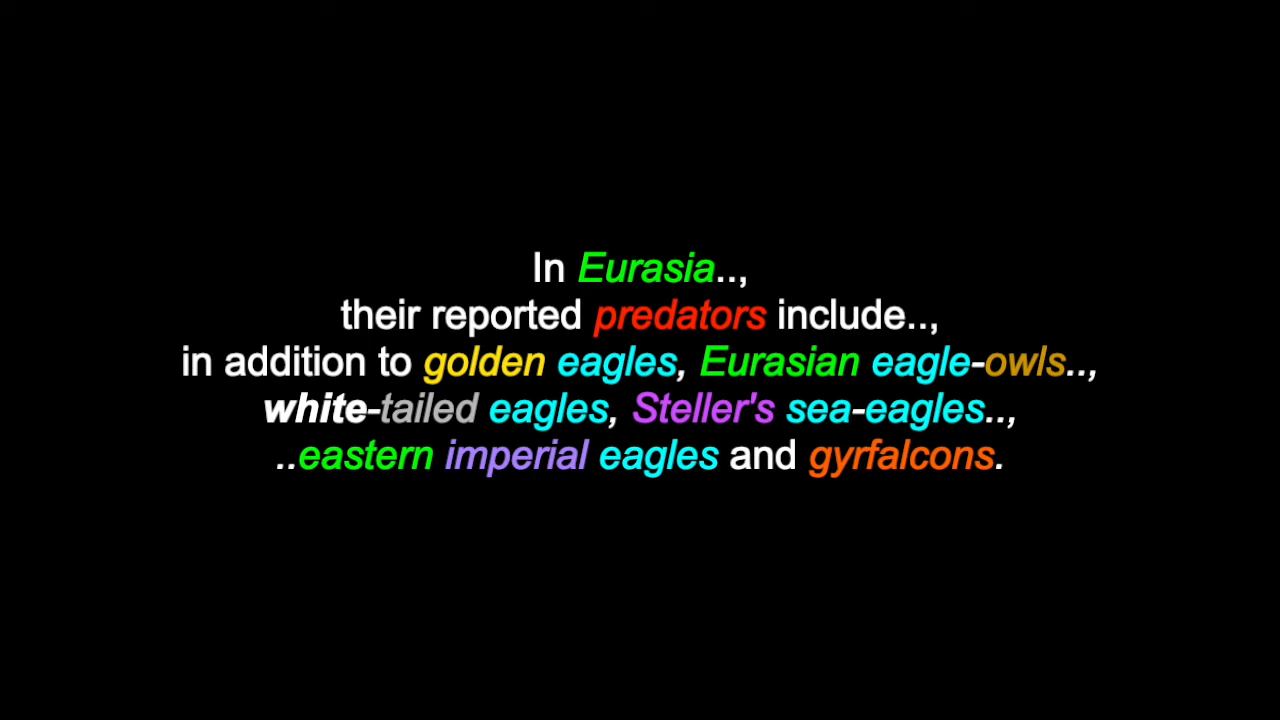 In Eurasia..,
their reported predators include..,
in addition to golden eagles, Eurasian eagle-owls..,
white-tailed eagles, Steller's sea-eagles..,
..eastern imperial eagles and gyrfalcons.